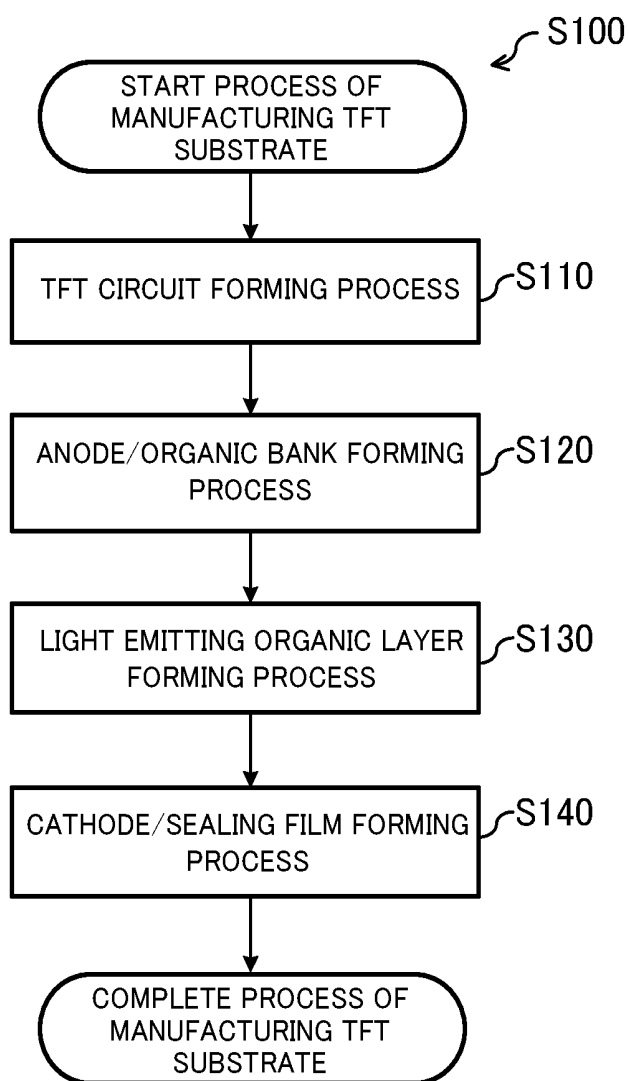 S100
START PROCESS OF
MANUFACTURING TFT
SUBSTRATE
TFT CIRCUIT FORMING PROCESS
S110
ANODE/ORGANIC BANK FORMING
PROCESS
S120
LIGHT EMITTING ORGANIC LAYER
FORMING PROCESS
S130
CATHODE/SEALING FILM FORMING
PROCESS
S140
COMPLETE PROCESS OF
MANUFACTURING TFT
SUBSTRATE